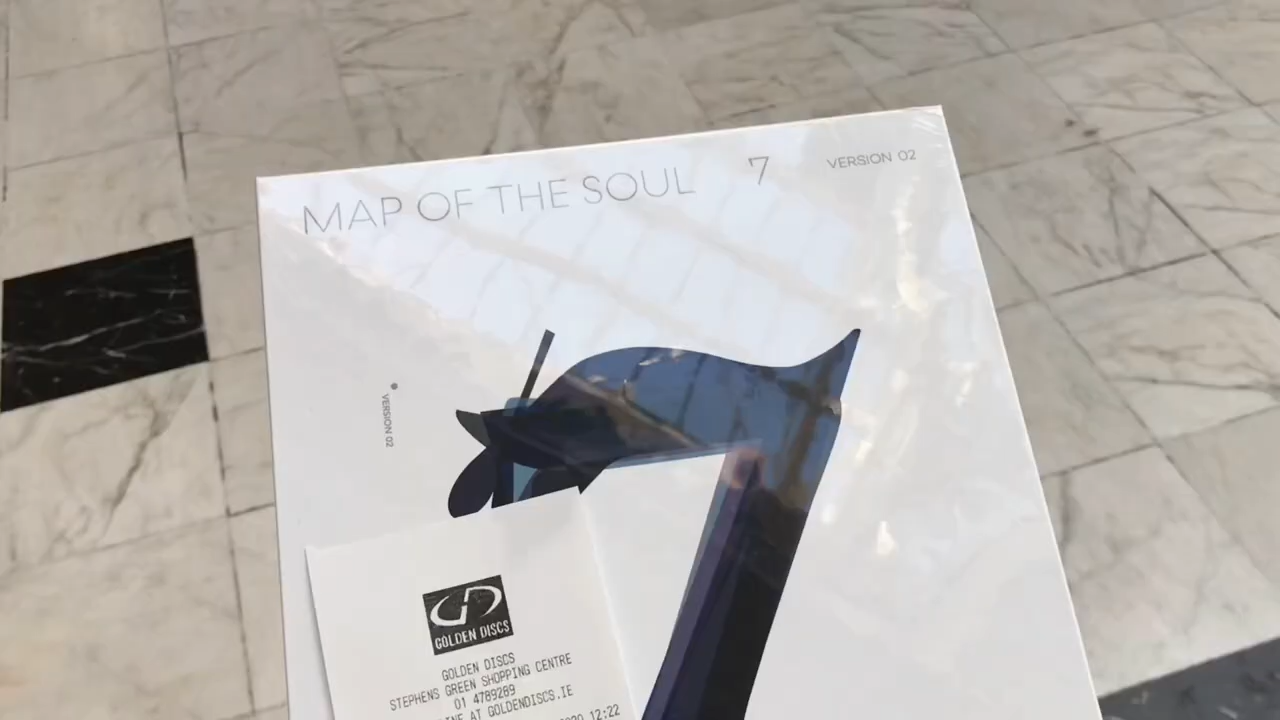 MAP OF THE SOUL 7 VERSION 02
VERSION 02
GOLDEN DISCS
GOLDEN DISCS
STEPHENS GREEN SHOPPING CENTRE
01 4789289
AT GOLDENDISCS.IE
12:22